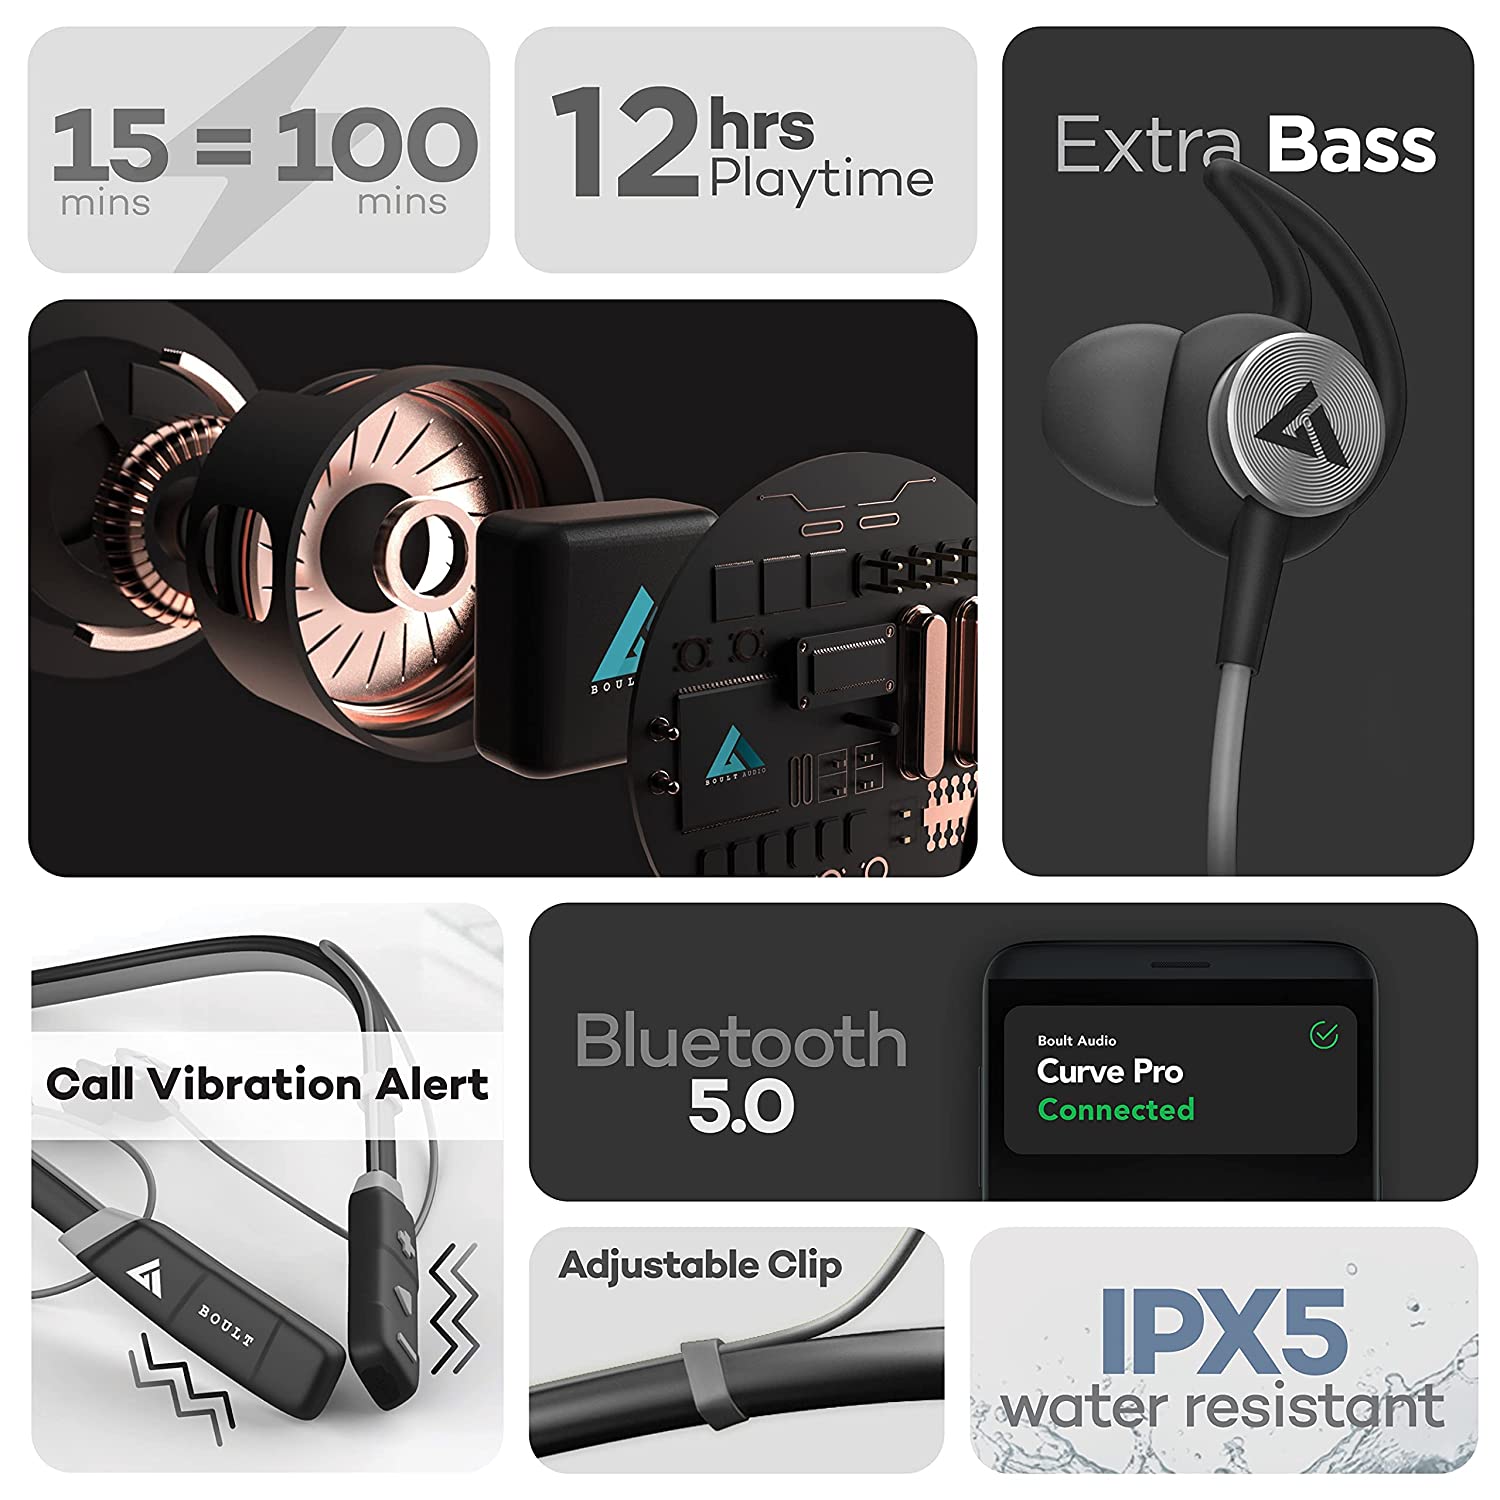 15 = 100
mins mins
12 hrs
Playtime
Extra Bass
BOUL
BOULT AUDIO
Call Vibration Alert
BOULT
Bluetooth
5.0
Boult Audio
Curve Pro
Connected
Adjustable Clip
IPX5
water resistant